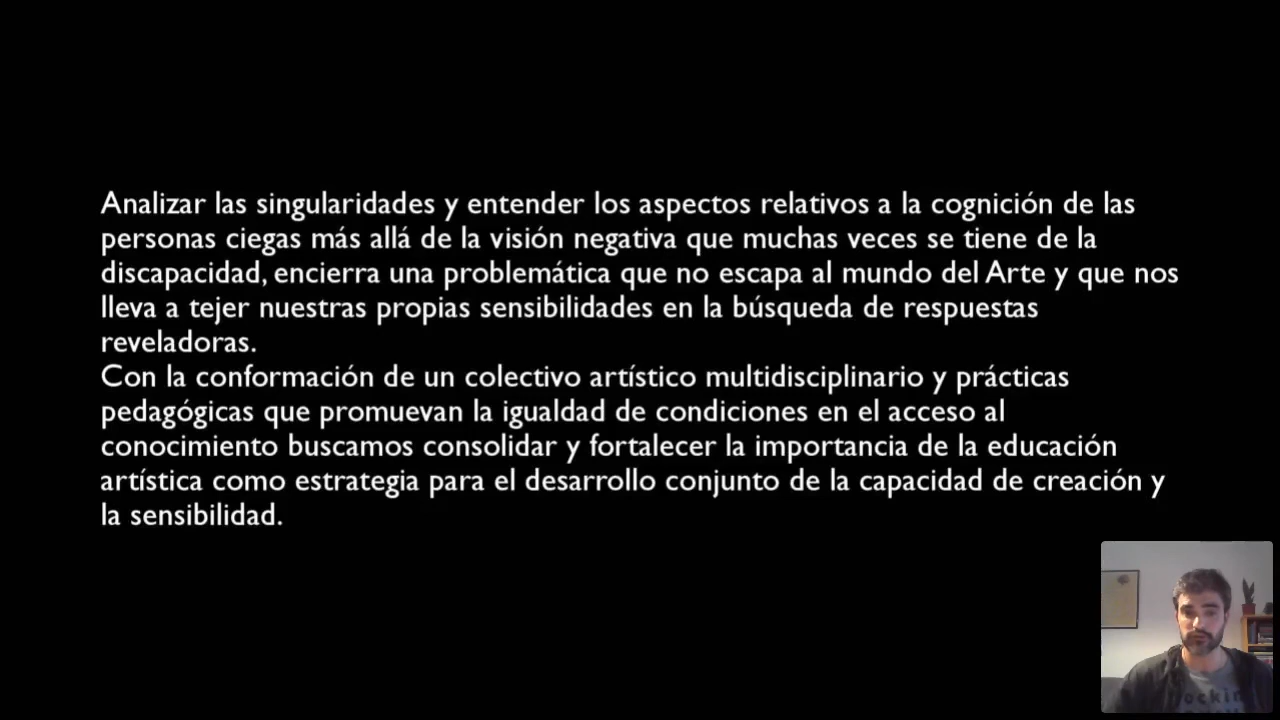 Analizar las singularidades y entender los aspectos relativos a la cognición de las
personas ciegas más allá de la visión negativa que muchas veces se tiene de la
discapacidad, encierra una problemática que no escapa al mundo del Arte y que nos
lleva a tejer nuestras propias sensibilidades en la búsqueda de respuestas
reveladoras.
Con la conformación de un colectivo artístico multidisciplinario y prácticas
pedagógicas que promuevan la igualdad de condiciones en el acceso al
conocimiento buscamos consolidar y fortalecer la importancia de la educación
artística como estrategia para el desarrollo conjunto de la capacidad de creación y
la sensibilidad.